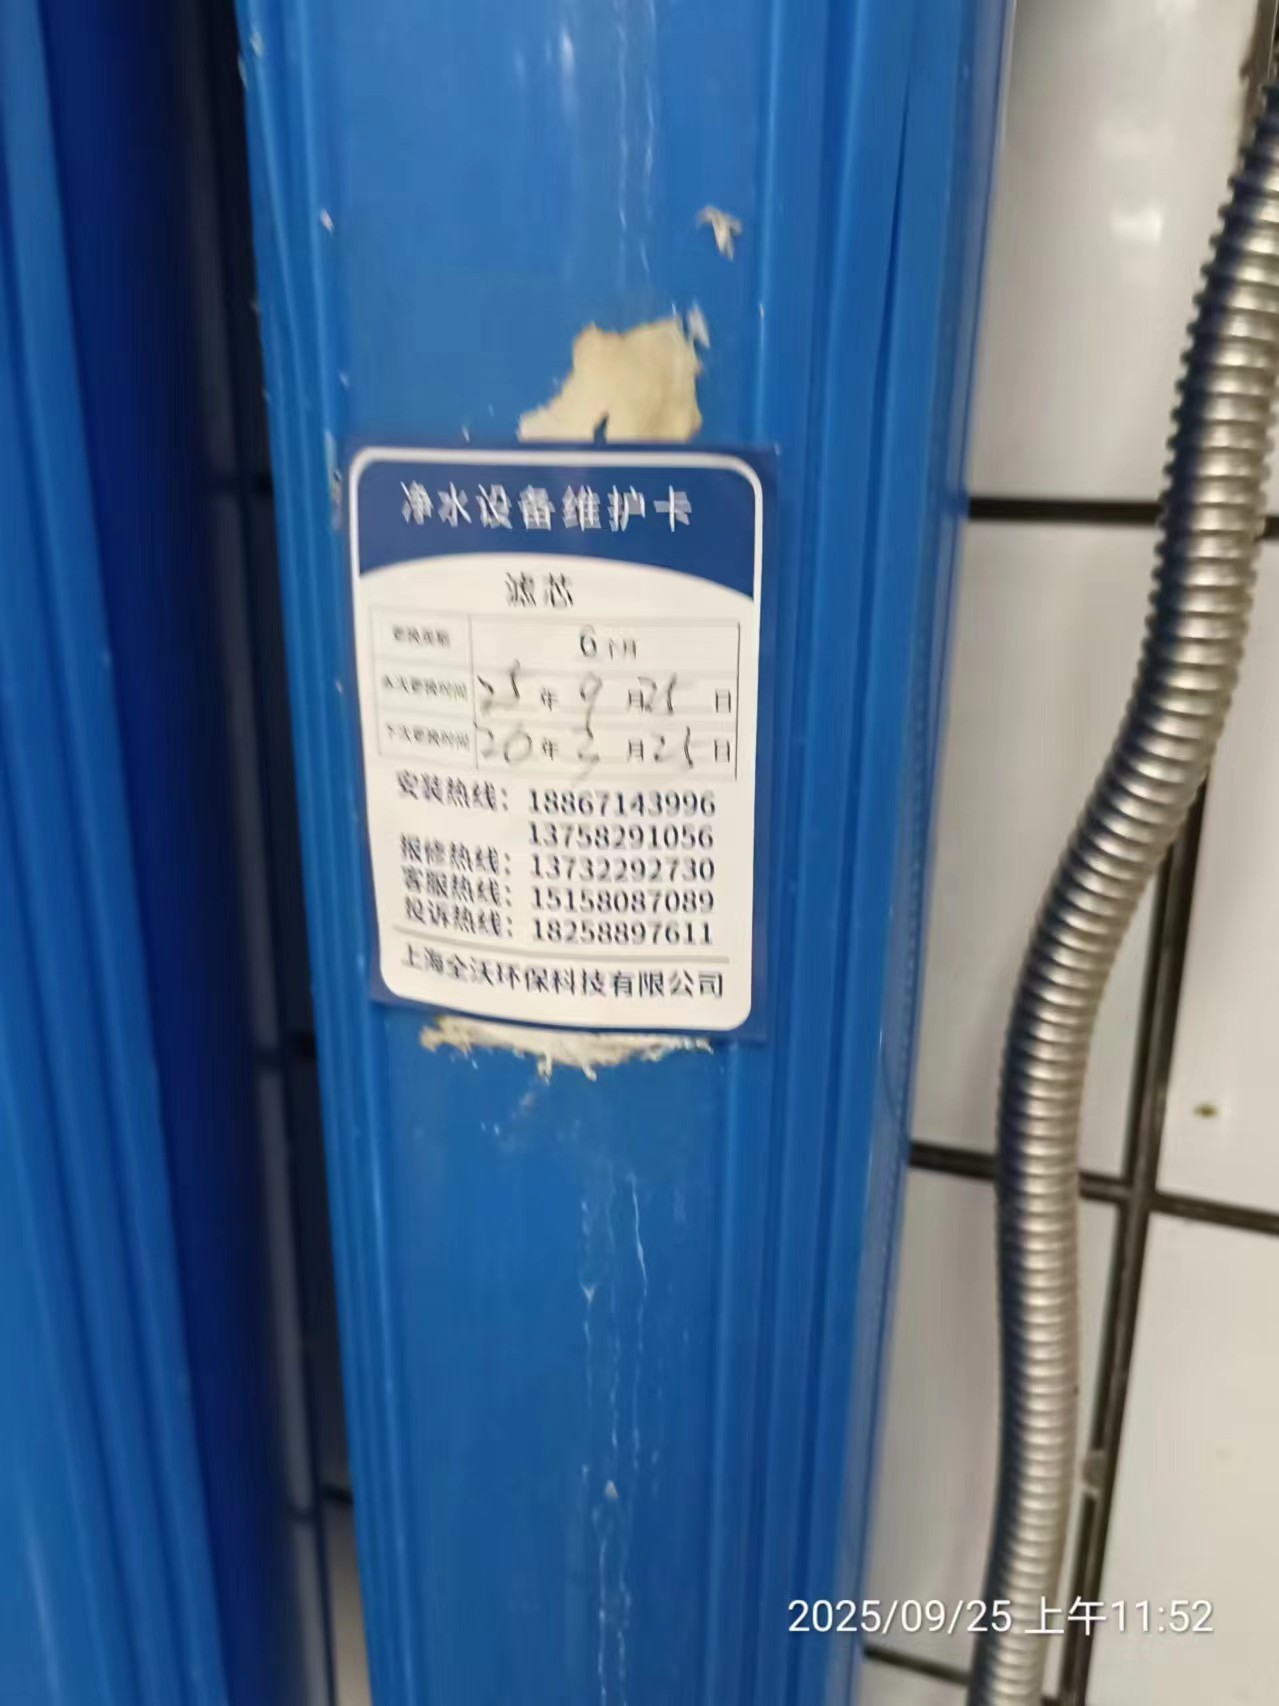 净水设备维护卡
滤芯
更换周期 6个月
本次更换时间 25年9月25日
下次更换时间 26年3月25日
安装热线：18867143996
13758291056
报修热线：13732292730
客服热线：15158087089
投诉热线：18258897611
上海全沃环保科技有限公司
2025/09/25 上午11:52